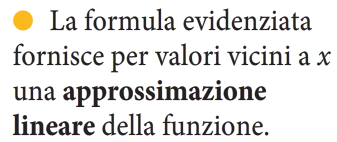 ● La formula evidenziata
fornisce per valori vicini a x
una approssimazione
lineare della funzione.